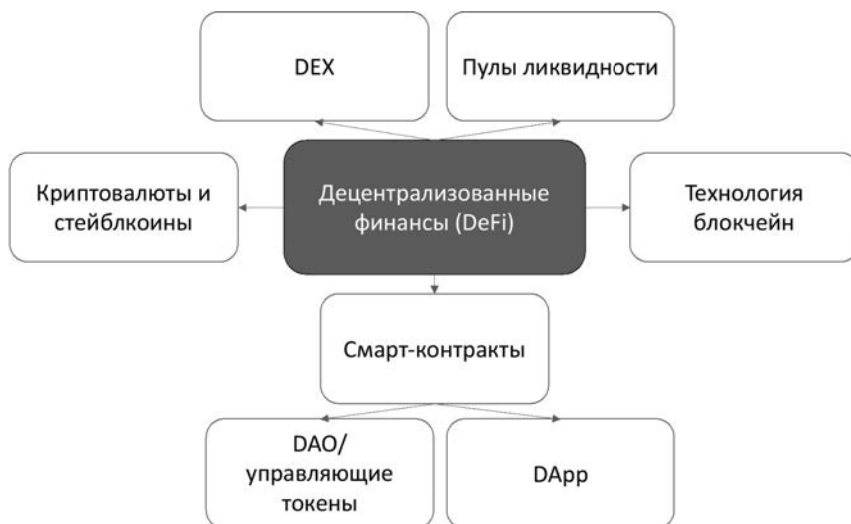 DEX
Пулы ликвидности
Криптовалюты и
стейблкоины
Децентрализованные
финансы (DeFi)
Технология
блокчейн
Смарт-контракты
DAO/
управляющие
токены
DApp